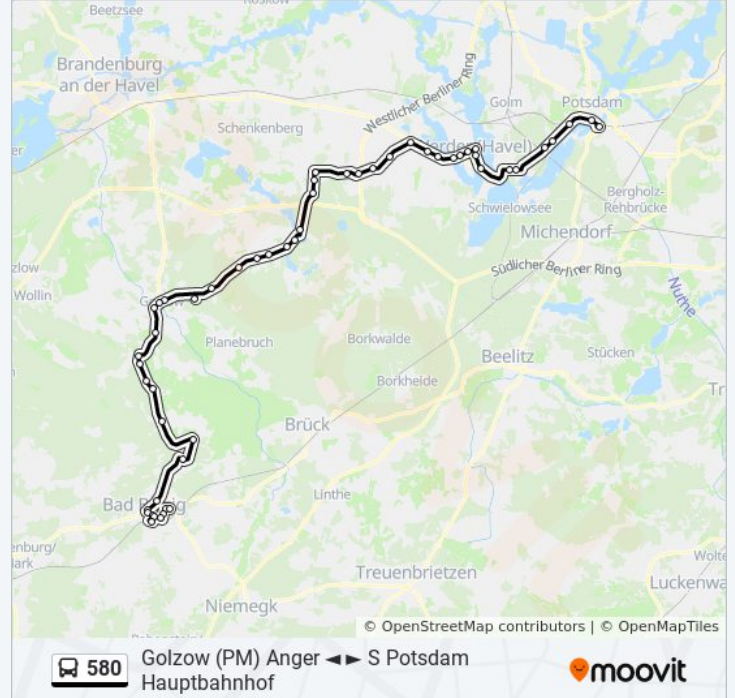 Beetzsee
Brandenburg
an der Havel
Westlicher Berliner Ring
Golm
Potsdam
Schenkenberg
(Havel)
Bergholz-
Rehbrücke
Schwielowsee
Michendorf
Südlicher Berliner Ring
Wollin
Nuthe
Planebruch
Borkwalde
Beelitz
Stücken
Borkheide
Brück
Bad
Linthe
Treuenbrietzen
Niemegk
© OpenStreetMap contributors | © OpenMapTiles
580
Golzow (PM) Anger ◄► S Potsdam
Hauptbahnhof
moovit